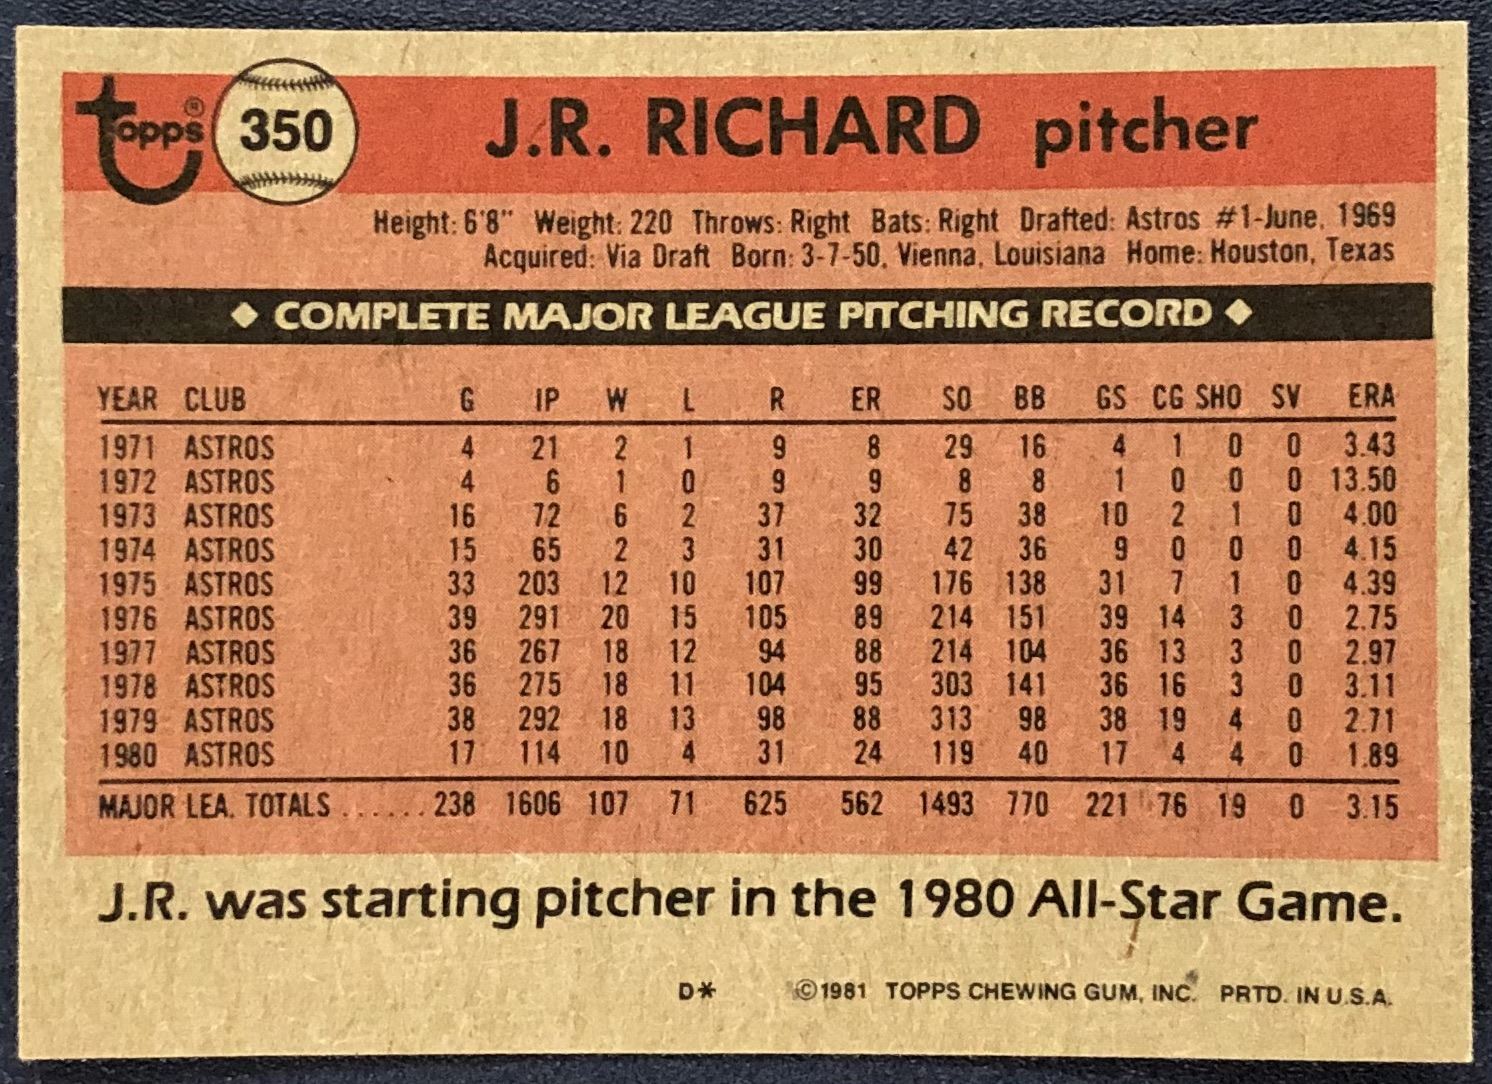 Topps® 350 J.R. RICHARD pitcher
Height: 6'8" Weight: 220 Throws: Right Bats: Right Drafted: Astros #1-June, 1969
Acquired: Via Draft Born: 3-7-50, Vienna, Louisiana Home: Houston, Texas
◆ COMPLETE MAJOR LEAGUE PITCHING RECORD ◆
YEAR CLUB G IP W L R ER SO BB GS CG SHO SV ERA
1971 ASTROS 4 21 2 1 9 8 29 16 4 1 0 0 3.43
1972 ASTROS 4 6 1 0 9 9 8 8 1 0 0 0 13.50
1973 ASTROS 16 72 6 2 37 32 75 38 10 2 1 0 4.00
1974 ASTROS 15 65 2 3 31 30 42 36 9 0 0 0 4.15
1975 ASTROS 33 203 12 10 107 99 176 138 31 7 1 0 4.39
1976 ASTROS 39 291 20 15 105 89 214 151 39 14 3 0 2.75
1977 ASTROS 36 267 18 12 94 88 214 104 36 13 3 0 2.97
1978 ASTROS 36 275 18 11 104 95 303 141 36 16 3 0 3.11
1979 ASTROS 38 292 18 13 98 88 313 98 38 19 4 0 2.71
1980 ASTROS 17 114 10 4 31 24 119 40 17 4 4 0 1.89
MAJOR LEA. TOTALS ...... 238 1606 107 71 625 562 1493 770 221 76 19 0 3.15
J.R. was starting pitcher in the 1980 All-Star Game.
D* ©1981 TOPPS CHEWING GUM, INC. PRTD. IN U.S.A.